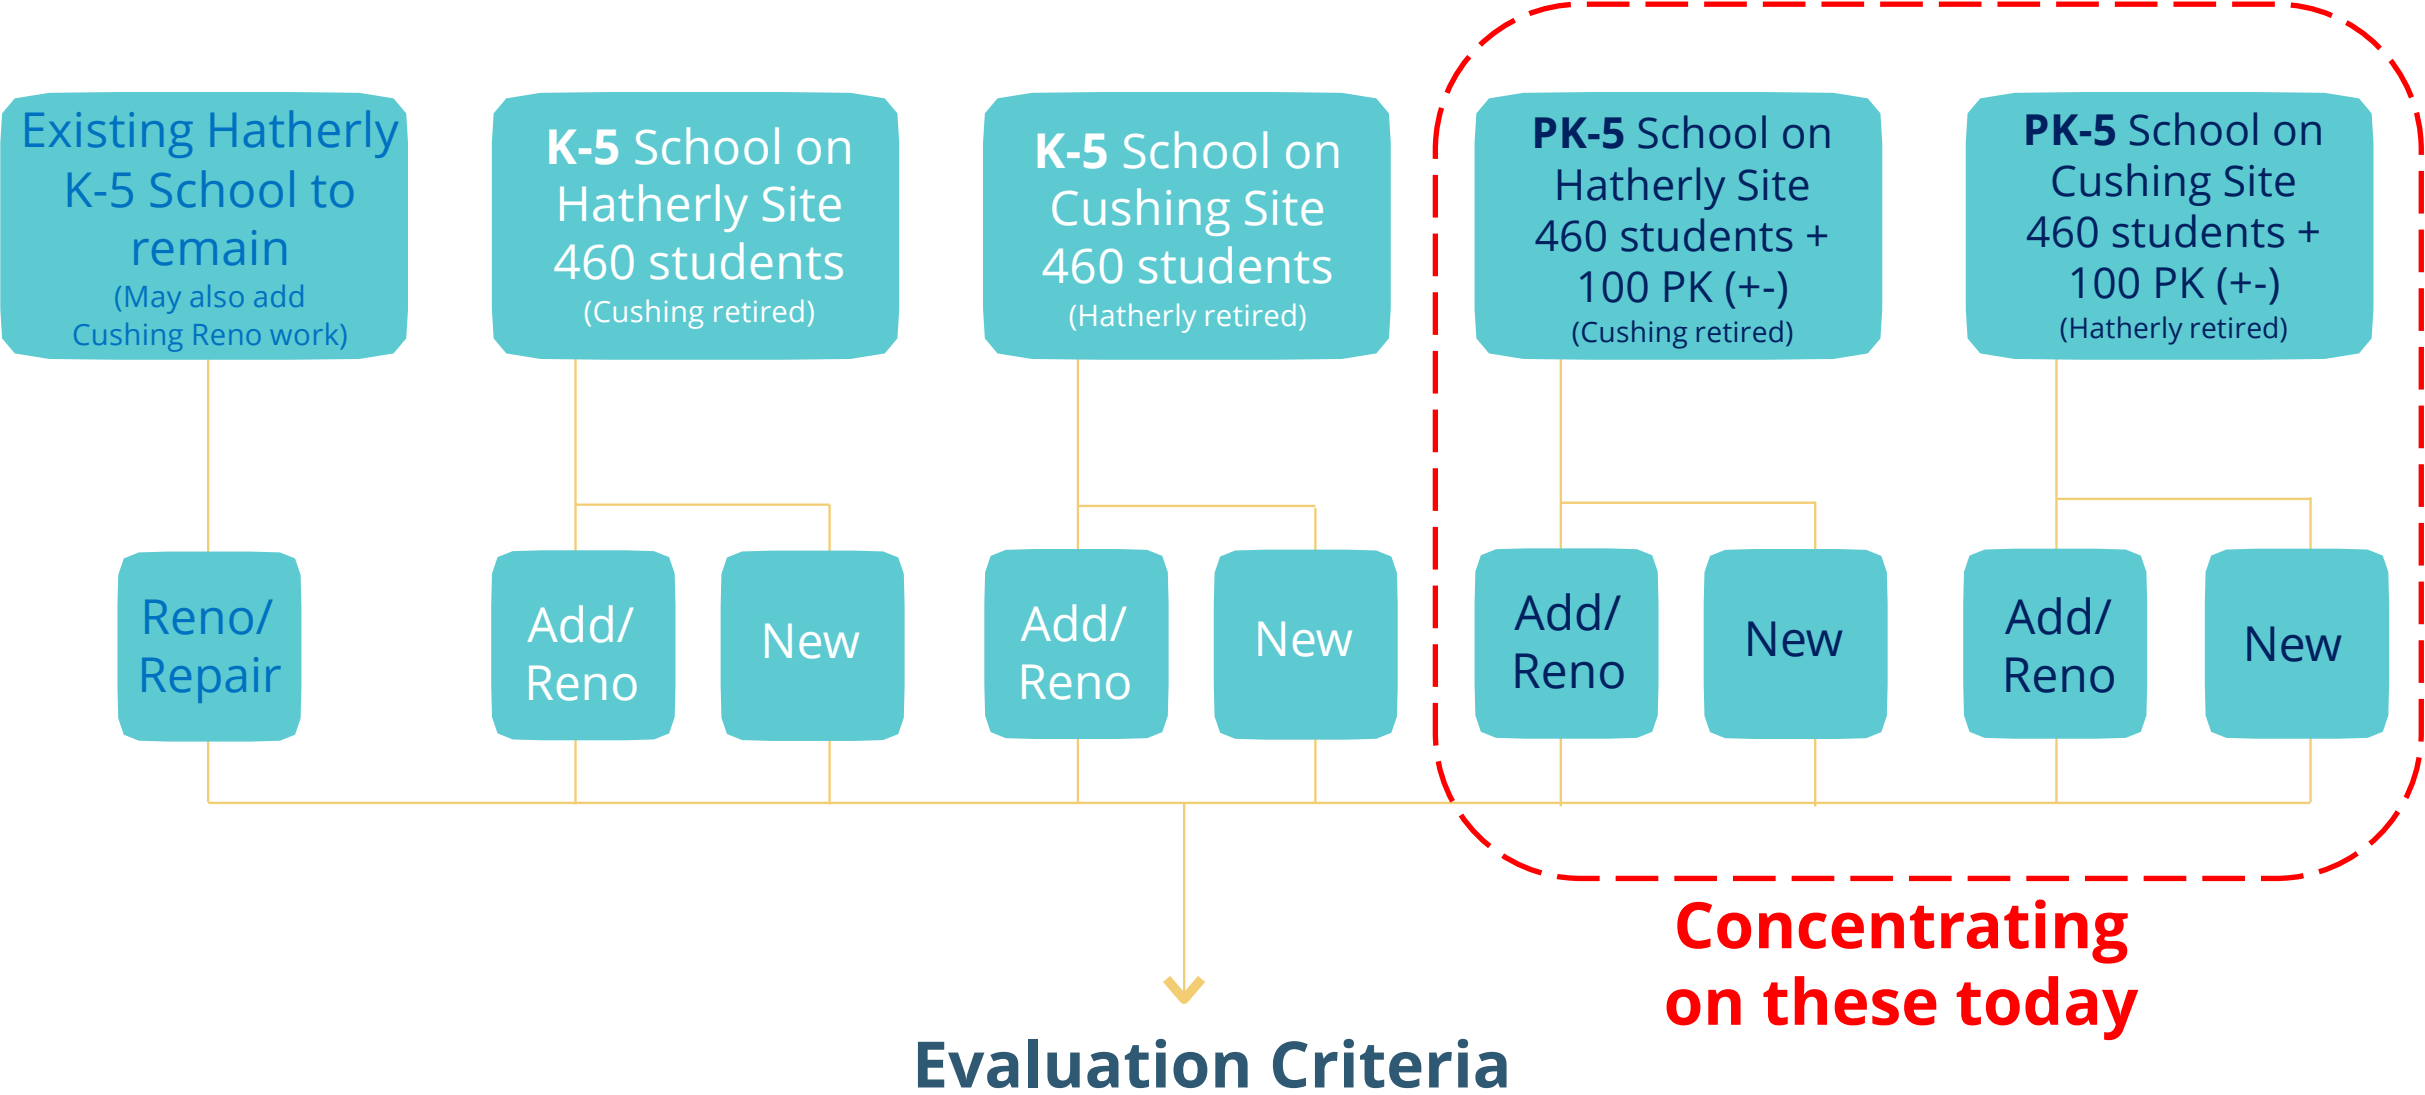 Existing Hatherly
K-5 School to
remain
(May also add
Cushing Reno work)
K-5 School on
Hatherly Site
460 students
(Cushing retired)
K-5 School on
Cushing Site
460 students
(Hatherly retired)
PK-5 School on
Hatherly Site
460 students +
100 PK (+-)
(Cushing retired)
PK-5 School on
Cushing Site
460 students +
100 PK (+-)
(Hatherly retired)
Reno/
Repair
Add/
Reno
New
Add/
Reno
New
Add/
Reno
New
Add/
Reno
New
Concentrating
on these today
Evaluation Criteria